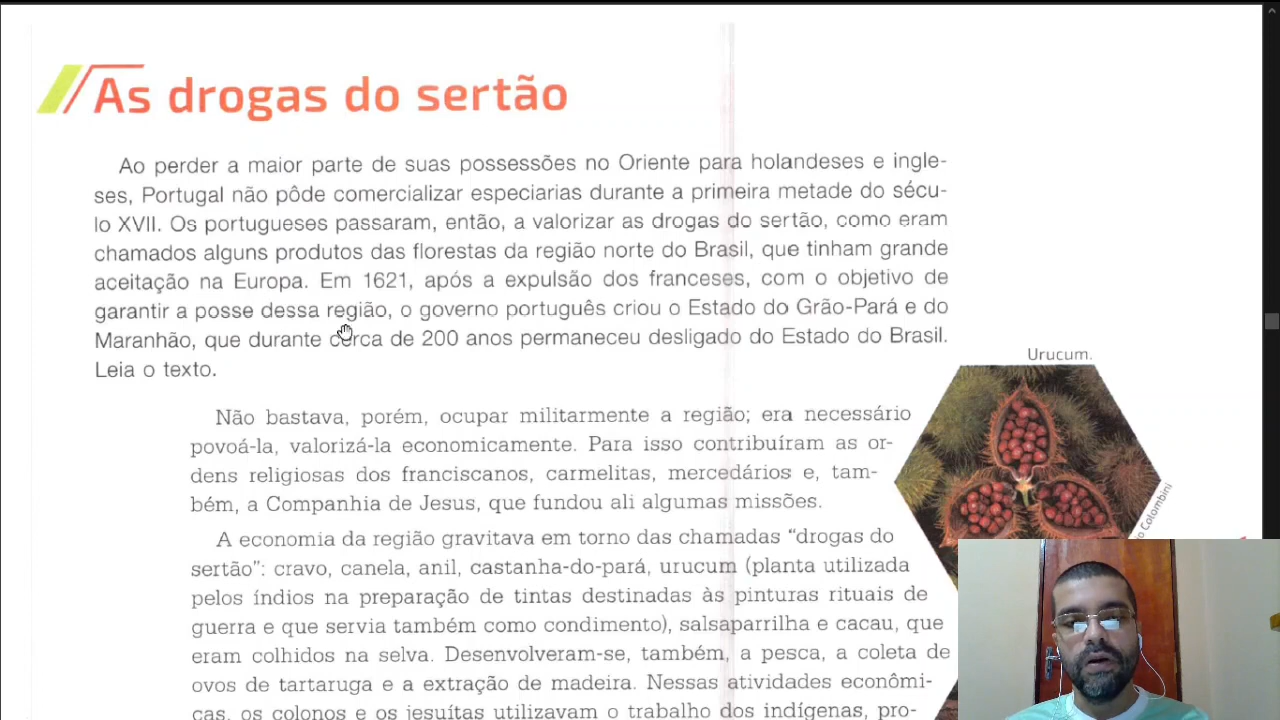 As drogas do sertão
Ao perder a maior parte de suas possessões no Oriente para holandeses e ingle-
ses, Portugal não pôde comercializar especiarias durante a primeira metade do sécu-
lo XVII. Os portugueses passaram, então, a valorizar as drogas do sertão, como eram
chamados alguns produtos das florestas da região norte do Brasil, que tinham grande
aceitação na Europa. Em 1621, após a expulsão dos franceses, com o objetivo de
garantir a posse dessa região, o governo português criou o Estado do Grão-Pará e do
Maranhão, que durante cerca de 200 anos permaneceu desligado do Estado do Brasil.
Leia o texto.
Urucum.
Não bastava, porém, ocupar militarmente a região; era necessário
povoá-la, valorizá-la economicamente. Para isso contribuíram as or-
dens religiosas dos franciscanos, carmelitas, mercedários e, tam-
bém, a Companhia de Jesus, que fundou ali algumas missões.
A economia da região gravitava em torno das chamadas “drogas do
sertão”: cravo, canela, anil, castanha-do-pará, urucum (planta utilizada
pelos índios na preparação de tintas destinadas às pinturas rituais de
guerra e que servia também como condimento), salsaparrilha e cacau, que
eram colhidos na selva. Desenvolveram-se, também, a pesca, a coleta de
ovos de tartaruga e a extração de madeira. Nessas atividades econômi-
cas, os colonos e os jesuítas utilizavam o trabalho dos indígenas, pro-
Colombini